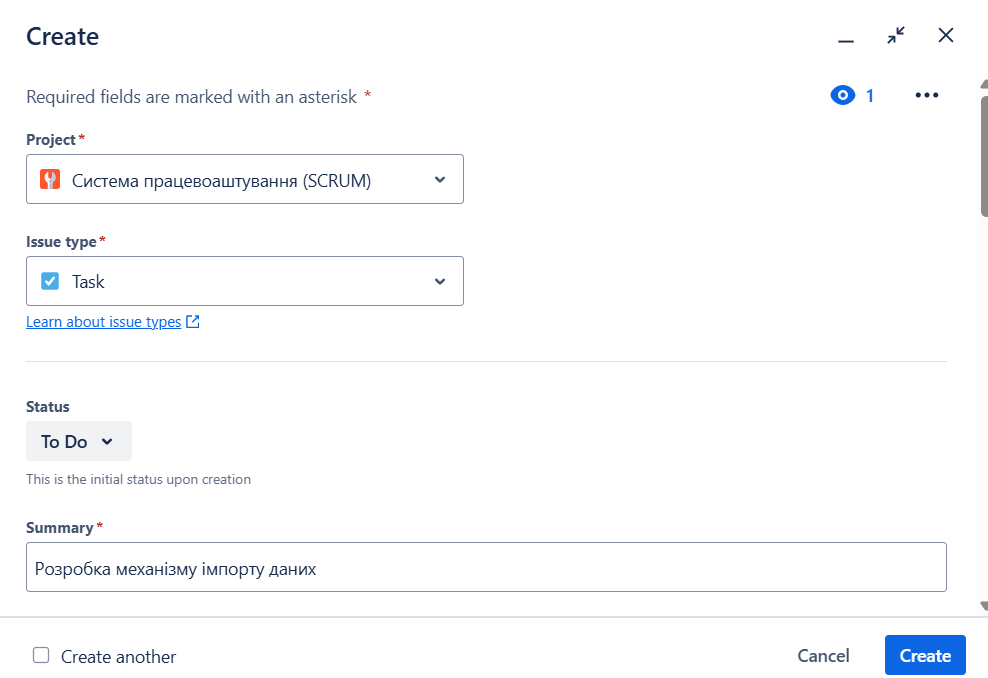 Create
Required fields are marked with an asterisk *
1
Project*
Система працевоаштування (SCRUM)
Issue type*
Task
Learn about issue types
Status
To Do
This is the initial status upon creation
Summary*
Розробка механізму імпорту даних
Create another
Cancel
Create